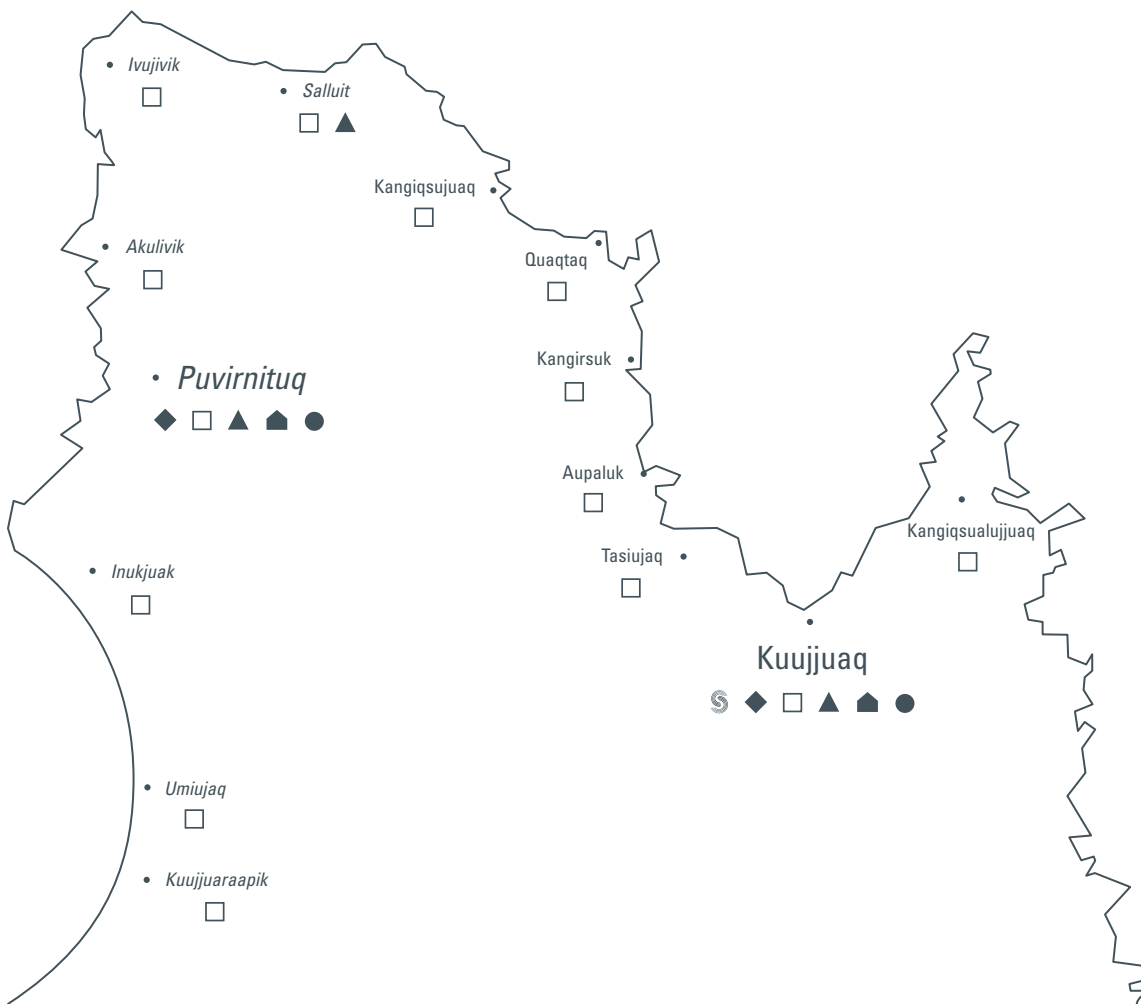 Ivujivik
Salluit
Kangiqsujuaq
Akulivik
Quaqtaq
Kangirsuk
Puvirnituq
Aupaluk
Kangiqsualujjuaq
Tasiujaq
Inukjuak
Kuujjuaq
Umiujaq
Kuujjuaraapik